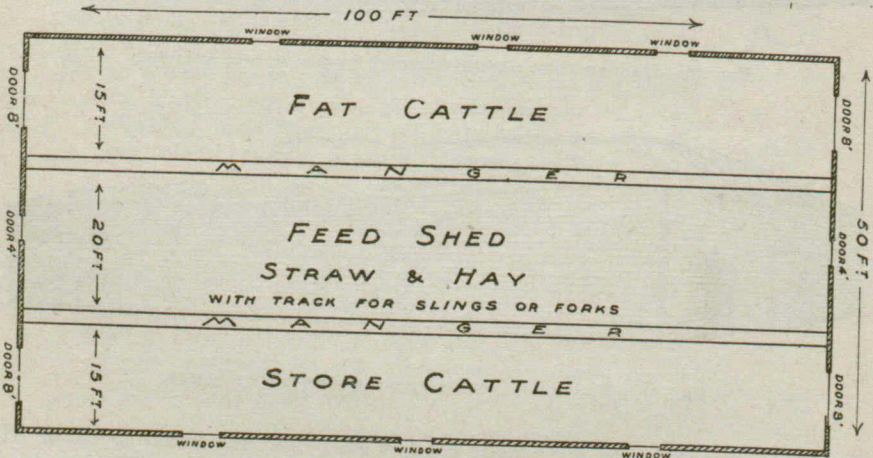 100 FT
WINDOW WINDOW WINDOW
DOOR 8'
15 FT
FAT CATTLE
DOOR 8'
MANGER
50 FT
DOOR 4'
20 FT
FEED SHED
STRAW & HAY
WITH TRACK FOR SLINGS OR FORKS
DOOR 4'
MANGER
DOOR 8'
15 FT
STORE CATTLE
DOOR 8'
WINDOW WINDOW WINDOW